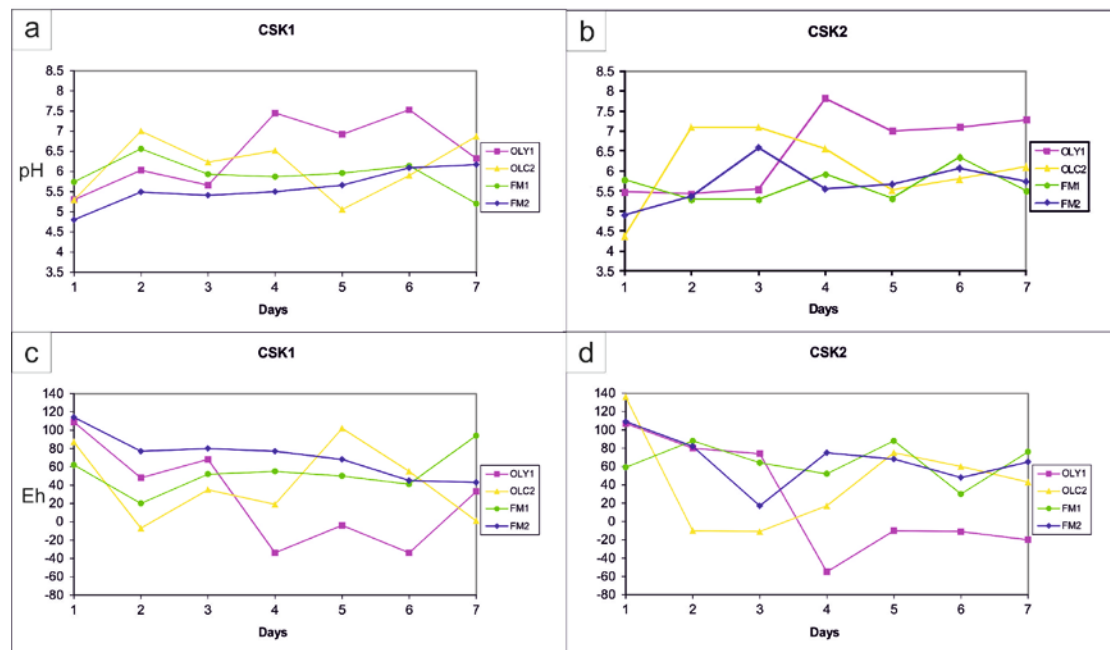 a
CSK1
pH
8.5
8
7.5
7
6.5
6
5.5
5
4.5
4
3.5
1 2 3 4 5 6 7
Days
OLY1
OLC2
FM1
FM2
b
CSK2
8.5
8
7.5
7
6.5
6
5.5
5
4.5
4
3.5
1 2 3 4 5 6 7
Days
OLY1
OLC2
FM1
FM2
c
CSK1
Eh
140
120
100
80
60
40
20
0
-20
-40
-60
-80
1 2 3 4 5 6 7
Days
OLY1
OLC2
FM1
FM2
d
CSK2
140
120
100
80
60
40
20
0
-20
-40
-60
-80
1 2 3 4 5 6 7
Days
OLY1
OLC2
FM1
FM2